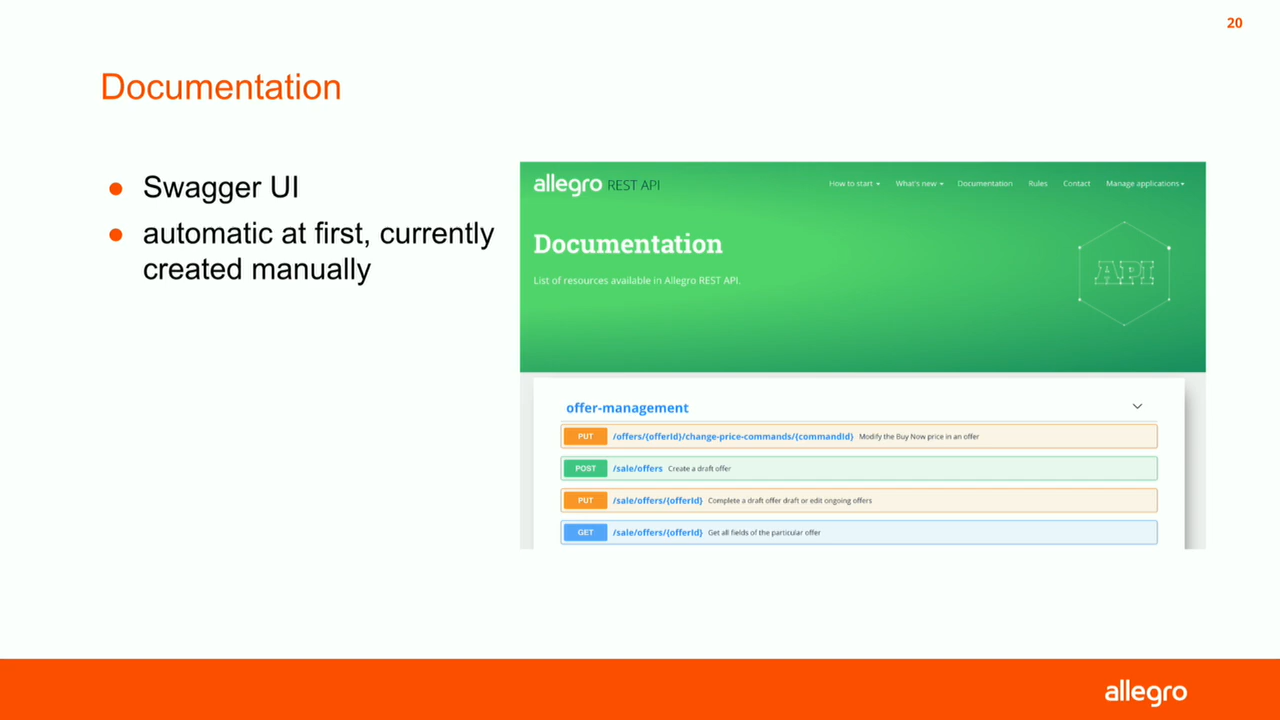 20
Documentation
● Swagger UI
● automatic at first, currently
created manually
allegro REST API
How to start What's new Documentation Rules Contact Manage applications
Documentation
List of resources available in Allegro REST API.
API
offer-management
PUT /offers/{offerId}/change-price-commands/{commandId} Modify the Buy Now price in an offer
POST /sale/offers Create a draft offer
PUT /sale/offers/{offerId} Complete a draft offer draft or edit ongoing offers
GET /sale/offers/{offerId} Get all fields of the particular offer
allegro